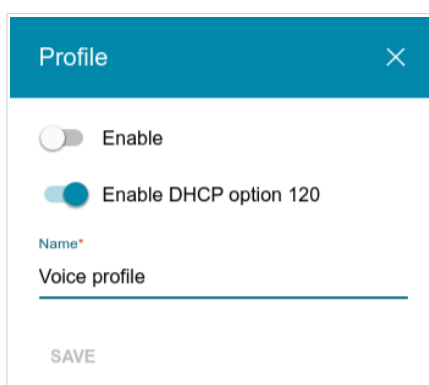 Profile
Enable
Enable DHCP option 120
Name*
Voice profile
SAVE